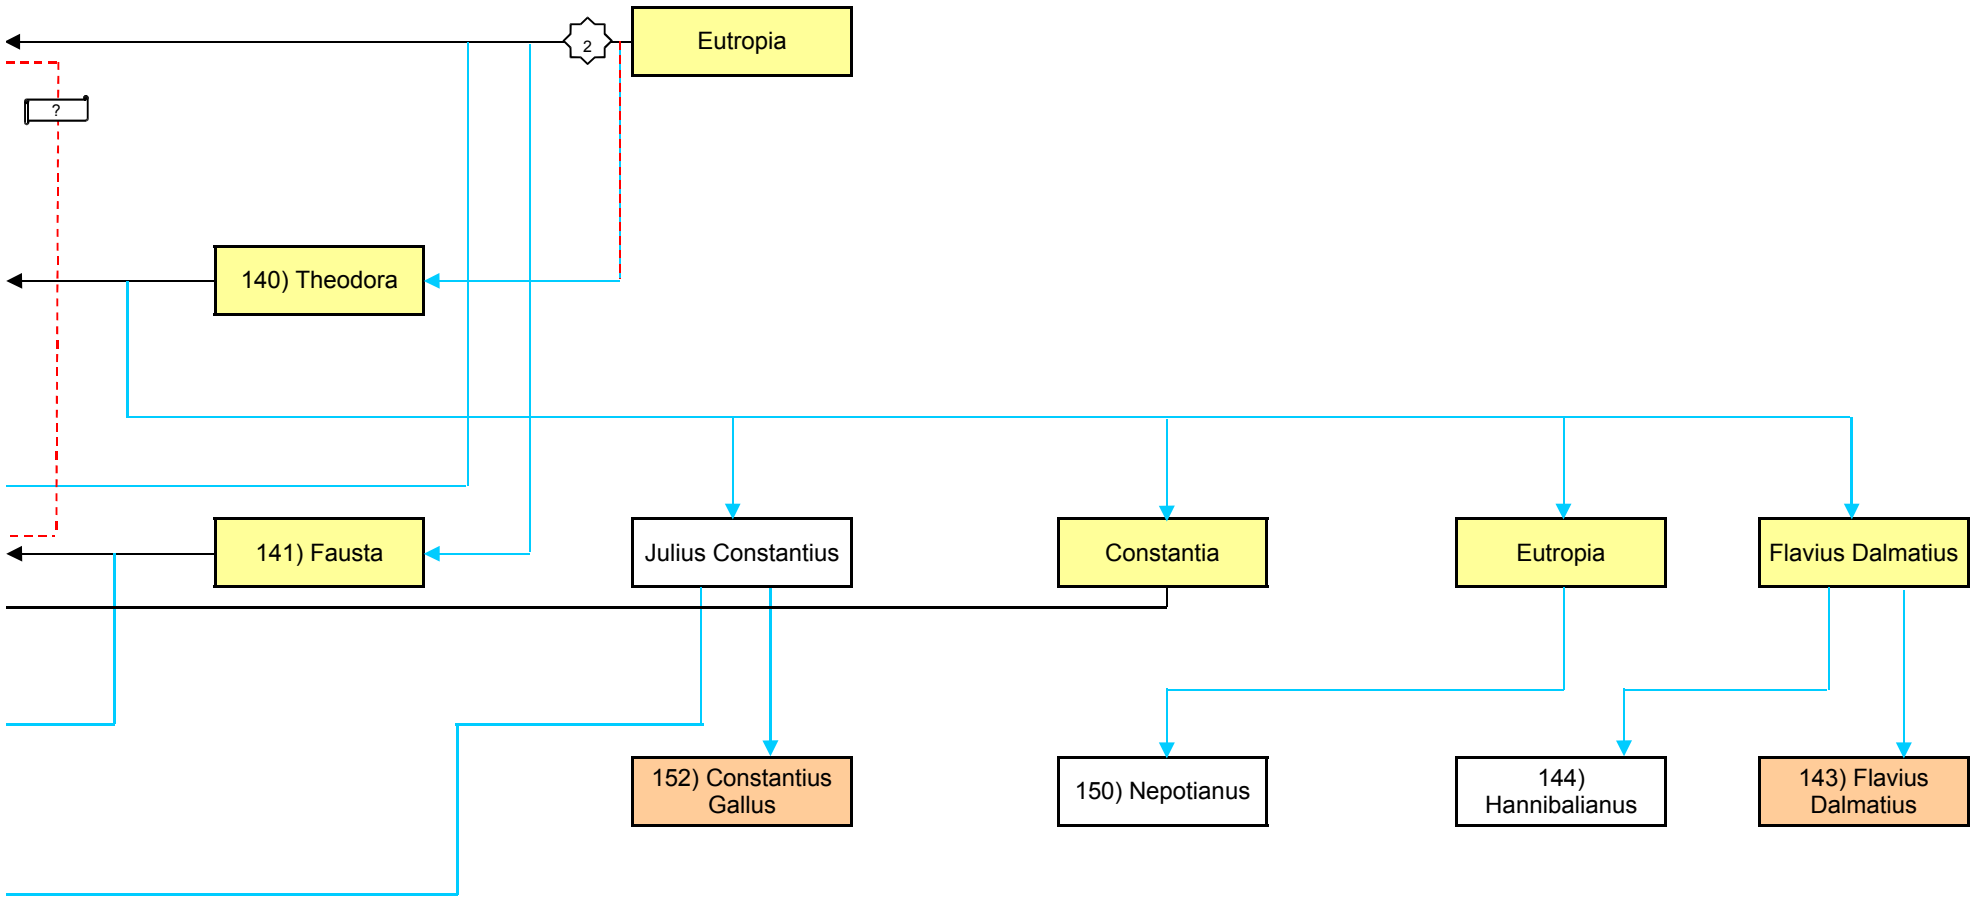 2
Eutropia
?
140) Theodora
141) Fausta
Julius Constantius
Constantia
Eutropia
Flavius Dalmatius
152) Constantius
Gallus
150) Nepotianus
144)
Hannibalianus
143) Flavius
Dalmatius